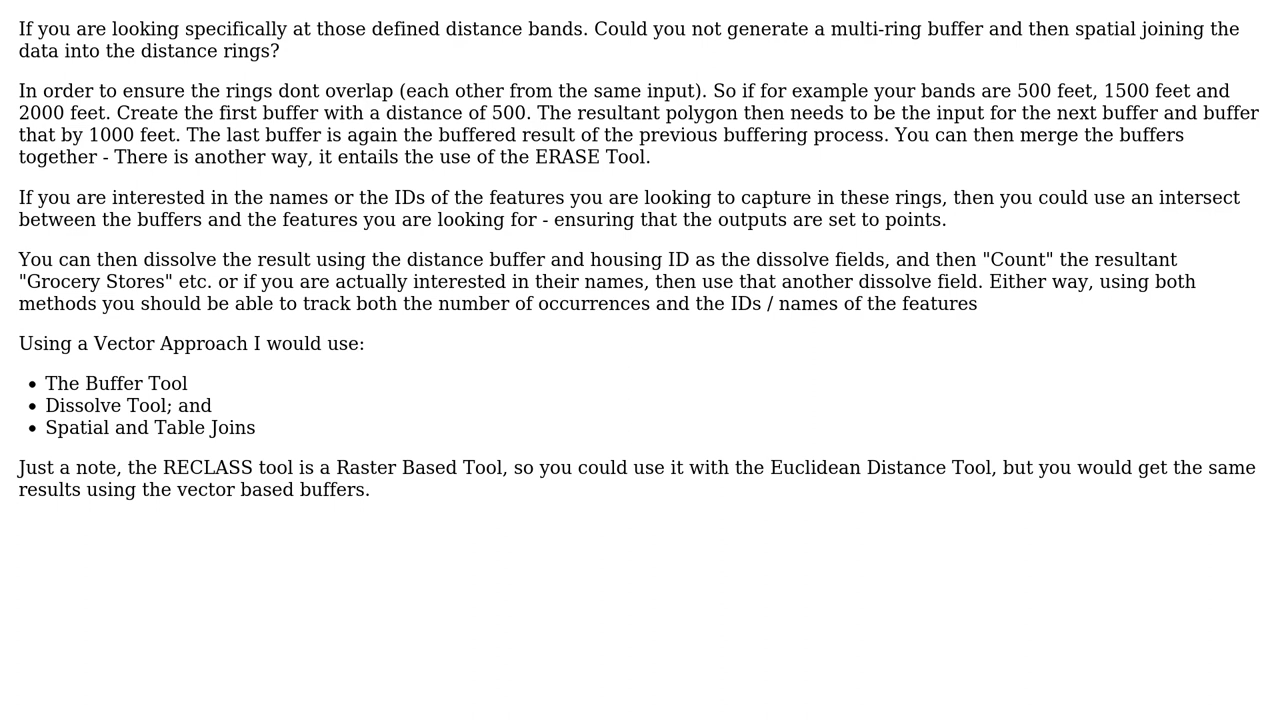 If you are looking specifically at those defined distance bands. Could you not generate a multi-ring buffer and then spatial joining the
data into the distance rings?
In order to ensure the rings dont overlap (each other from the same input). So if for example your bands are 500 feet, 1500 feet and
2000 feet. Create the first buffer with a distance of 500. The resultant polygon then needs to be the input for the next buffer and buffer
that by 1000 feet. The last buffer is again the buffered result of the previous buffering process. You can then merge the buffers
together - There is another way, it entails the use of the ERASE Tool.
If you are interested in the names or the IDs of the features you are looking to capture in these rings, then you could use an intersect
between the buffers and the features you are looking for - ensuring that the outputs are set to points.
You can then dissolve the result using the distance buffer and housing ID as the dissolve fields, and then "Count" the resultant
"Grocery Stores" etc. or if you are actually interested in their names, then use that another dissolve field. Either way, using both
methods you should be able to track both the number of occurrences and the IDs / names of the features
Using a Vector Approach I would use:
• The Buffer Tool
• Dissolve Tool; and
• Spatial and Table Joins
Just a note, the RECLASS tool is a Raster Based Tool, so you could use it with the Euclidean Distance Tool, but you would get the same
results using the vector based buffers.